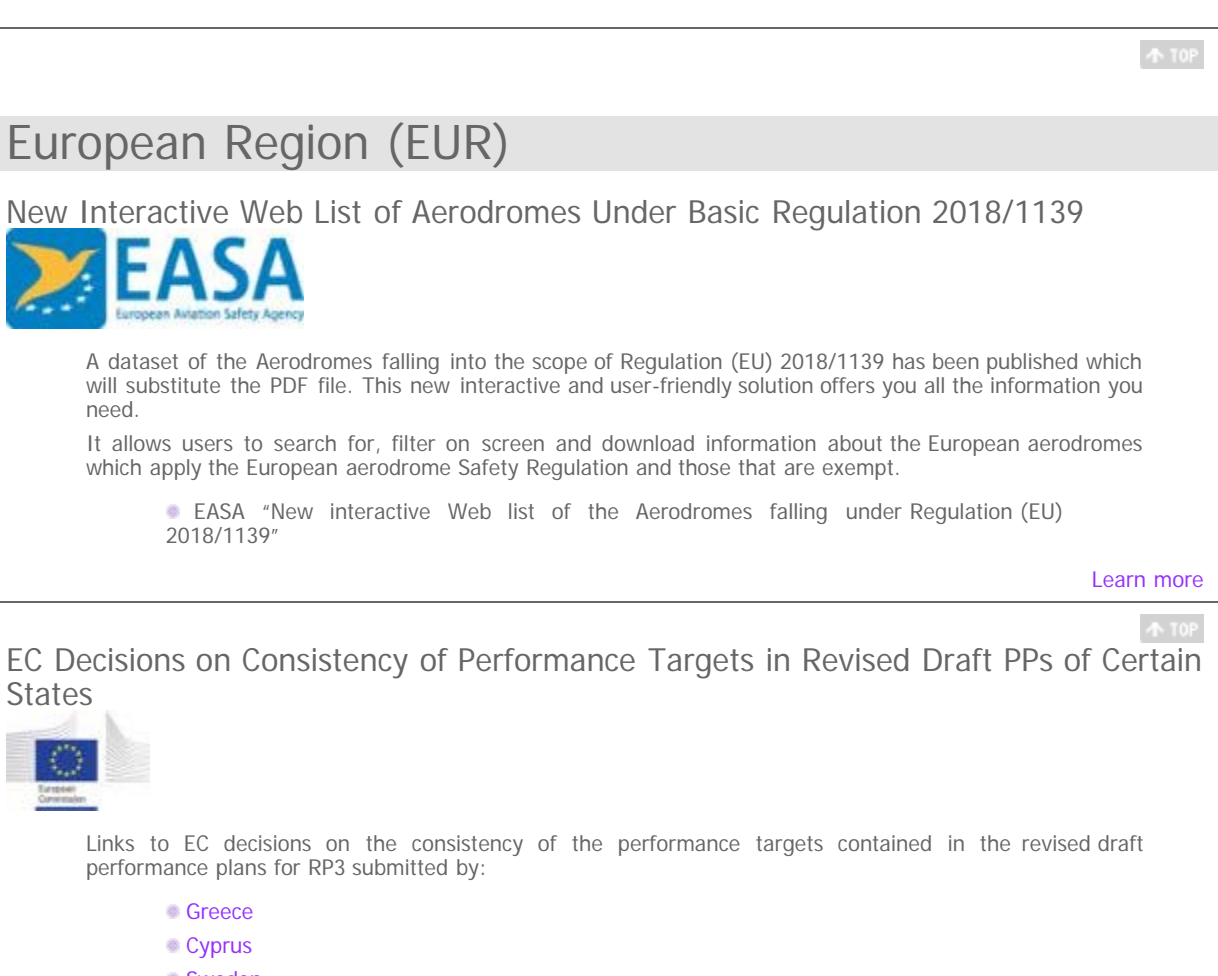 TOP
European Region (EUR)
New Interactive Web List of Aerodromes Under Basic Regulation 2018/1139
EASA
European Aviation Safety Agency
A dataset of the Aerodromes falling into the scope of Regulation (EU) 2018/1139 has been published which
will substitute the PDF file. This new interactive and user-friendly solution offers you all the information you
need.
It allows users to search for, filter on screen and download information about the European aerodromes
which apply the European aerodrome Safety Regulation and those that are exempt.
EASA “New interactive Web list of the Aerodromes falling under Regulation (EU)
2018/1139”
Learn more
TOP
EC Decisions on Consistency of Performance Targets in Revised Draft PPs of Certain
States
European
Commission
Links to EC decisions on the consistency of the performance targets contained in the revised draft
performance plans for RP3 submitted by:
Greece
Cyprus
Sweden